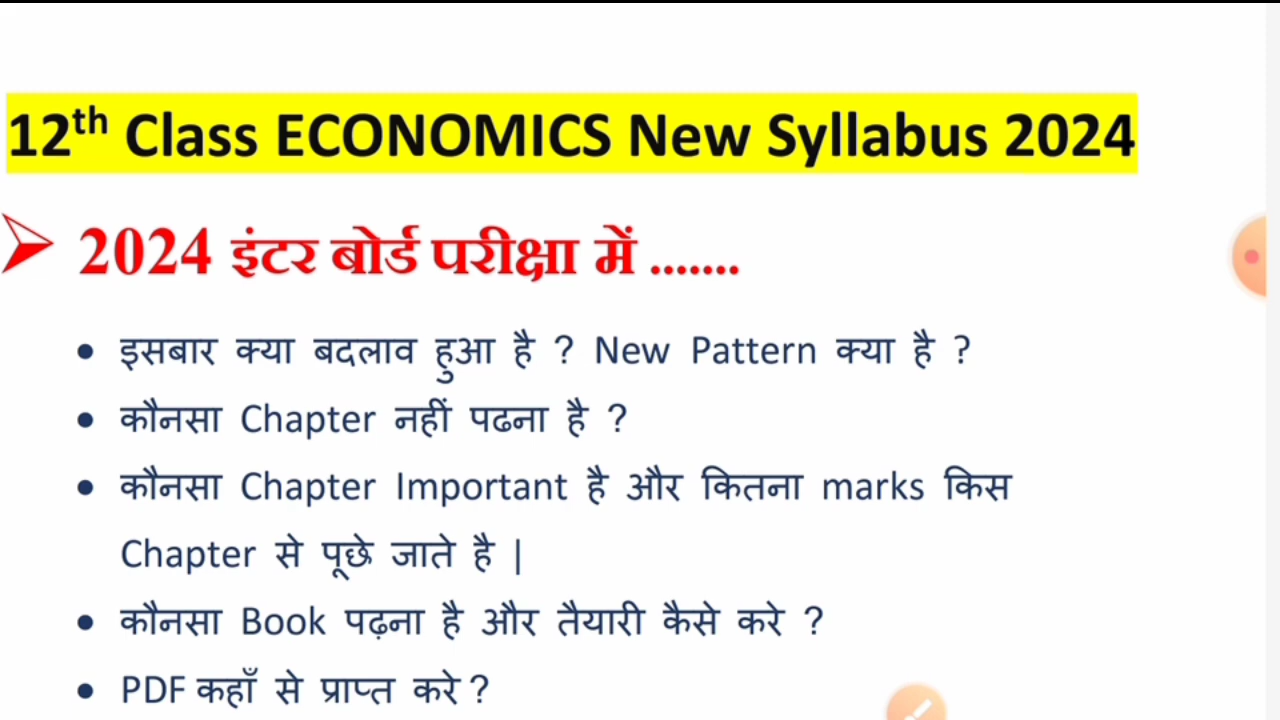 12th Class ECONOMICS New Syllabus 2024
➢ 2024 इंटर बोर्ड परीक्षा में .......
• इसबार क्या बदलाव हुआ है ? New Pattern क्या है ?
• कौनसा Chapter नहीं पढना है ?
• कौनसा Chapter Important है और कितना marks किस
Chapter से पूछे जाते है |
• कौनसा Book पढ़ना है और तैयारी कैसे करे ?
• PDF कहाँ से प्राप्त करे ?